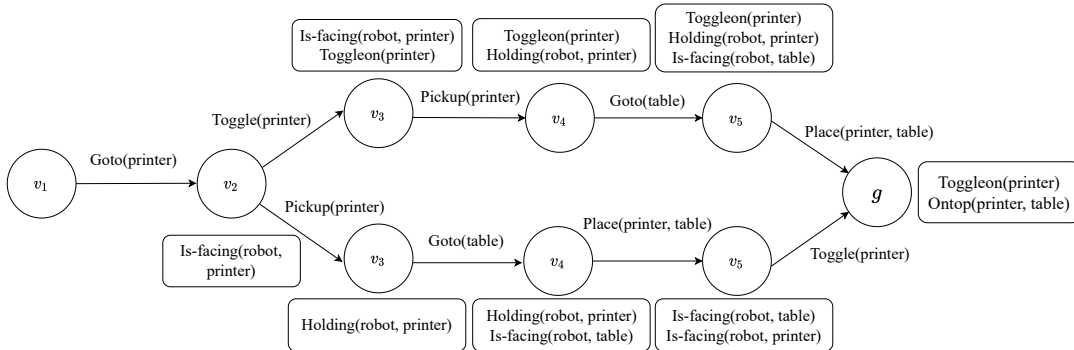 Is-facing(robot, printer)
Toggleon(printer)
Toggleon(printer)
Holding(robot, printer)
Toggleon(printer)
Holding(robot, printer)
Is-facing(robot, table)
Toggle(printer)
v3
Pickup(printer)
v4
Goto(table)
v5
Place(printer, table)
v1
Goto(printer)
v2
g
Toggleon(printer)
Ontop(printer, table)
Is-facing(robot,
printer)
Pickup(printer)
v3
Goto(table)
v4
Place(printer, table)
v5
Toggle(printer)
Holding(robot, printer)
Holding(robot, printer)
Is-facing(robot, table)
Is-facing(robot, table)
Is-facing(robot, printer)